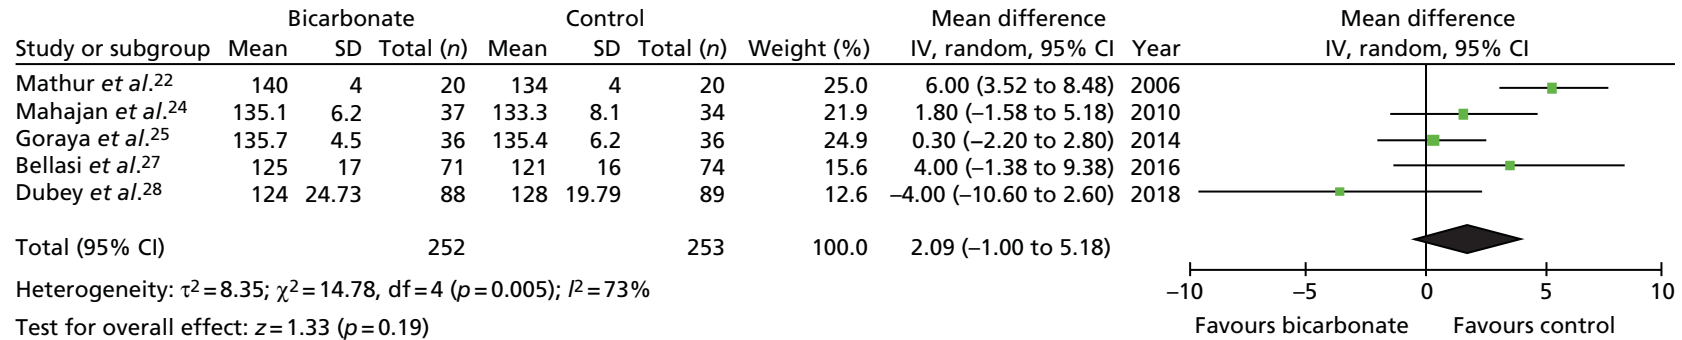 Bicarbonate Control Mean difference Mean difference
Study or subgroup Mean SD Total (n) Mean SD Total (n) Weight (%) IV, random, 95% CI Year IV, random, 95% CI
Mathur et al.22 140 4 20 134 4 20 25.0 6.00 (3.52 to 8.48) 2006
Mahajan et al.24 135.1 6.2 37 133.3 8.1 34 21.9 1.80 (–1.58 to 5.18) 2010
Goraya et al.25 135.7 4.5 36 135.4 6.2 36 24.9 0.30 (–2.20 to 2.80) 2014
Bellasi et al.27 125 17 71 121 16 74 15.6 4.00 (–1.38 to 9.38) 2016
Dubey et al.28 124 24.73 88 128 19.79 89 12.6 –4.00 (–10.60 to 2.60) 2018
Total (95% CI) 252 253 100.0 2.09 (–1.00 to 5.18)
Heterogeneity: τ2=8.35; χ2=14.78, df=4 (p=0.005); I2=73%
–10 –5 0 5 10
Test for overall effect: z=1.33 (p=0.19)
Favours bicarbonate Favours control